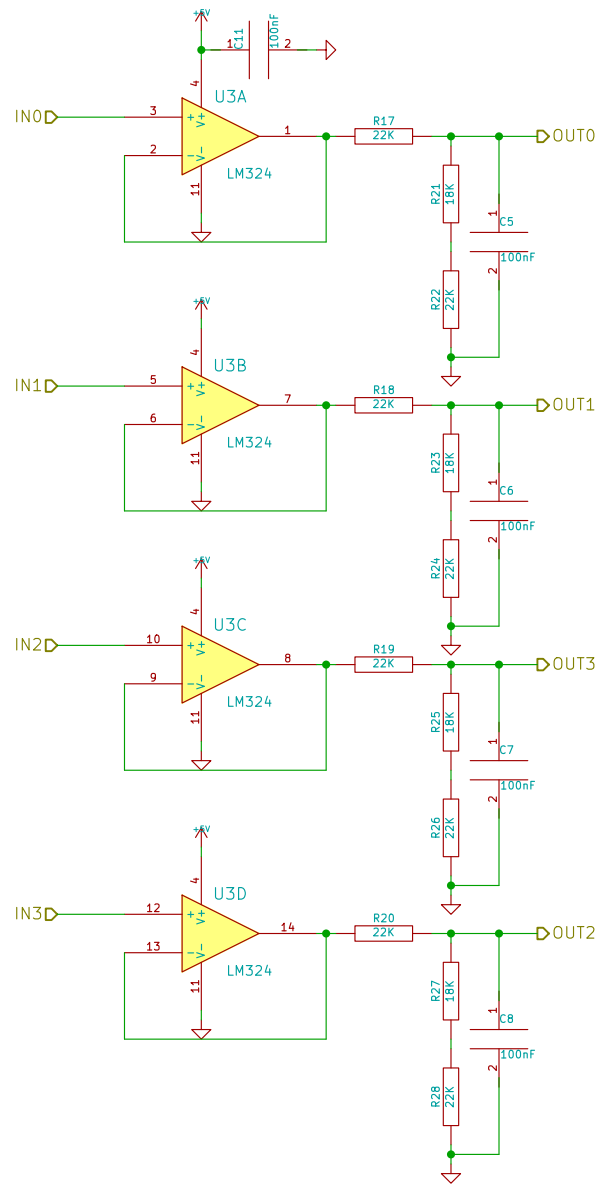 +5V
C11
100nF
1
2
4
U3A
IN0
3
+
V+
1
R17
22K
OUT0
2
-
V-
LM324
11
R21
18K
1
C5
100nF
2
R22
22K
+5V
4
U3B
IN1
5
+
V+
7
R18
22K
OUT1
6
-
V-
LM324
11
R23
18K
1
C6
100nF
2
R24
22K
+5V
4
U3C
IN2
10
+
V+
8
R19
22K
OUT3
9
-
V-
LM324
11
R25
18K
1
C7
100nF
2
R26
22K
+5V
4
U3D
IN3
12
+
V+
14
R20
22K
OUT2
13
-
V-
LM324
11
R27
18K
1
C8
100nF
2
R28
22K